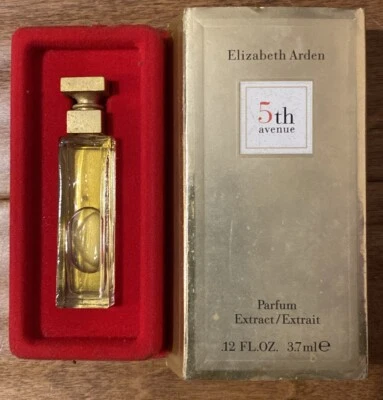 Elizabeth Arden
5th
avenue
Parfum
Extract/Extrait
.12 FL.OZ. 3.7ml℮